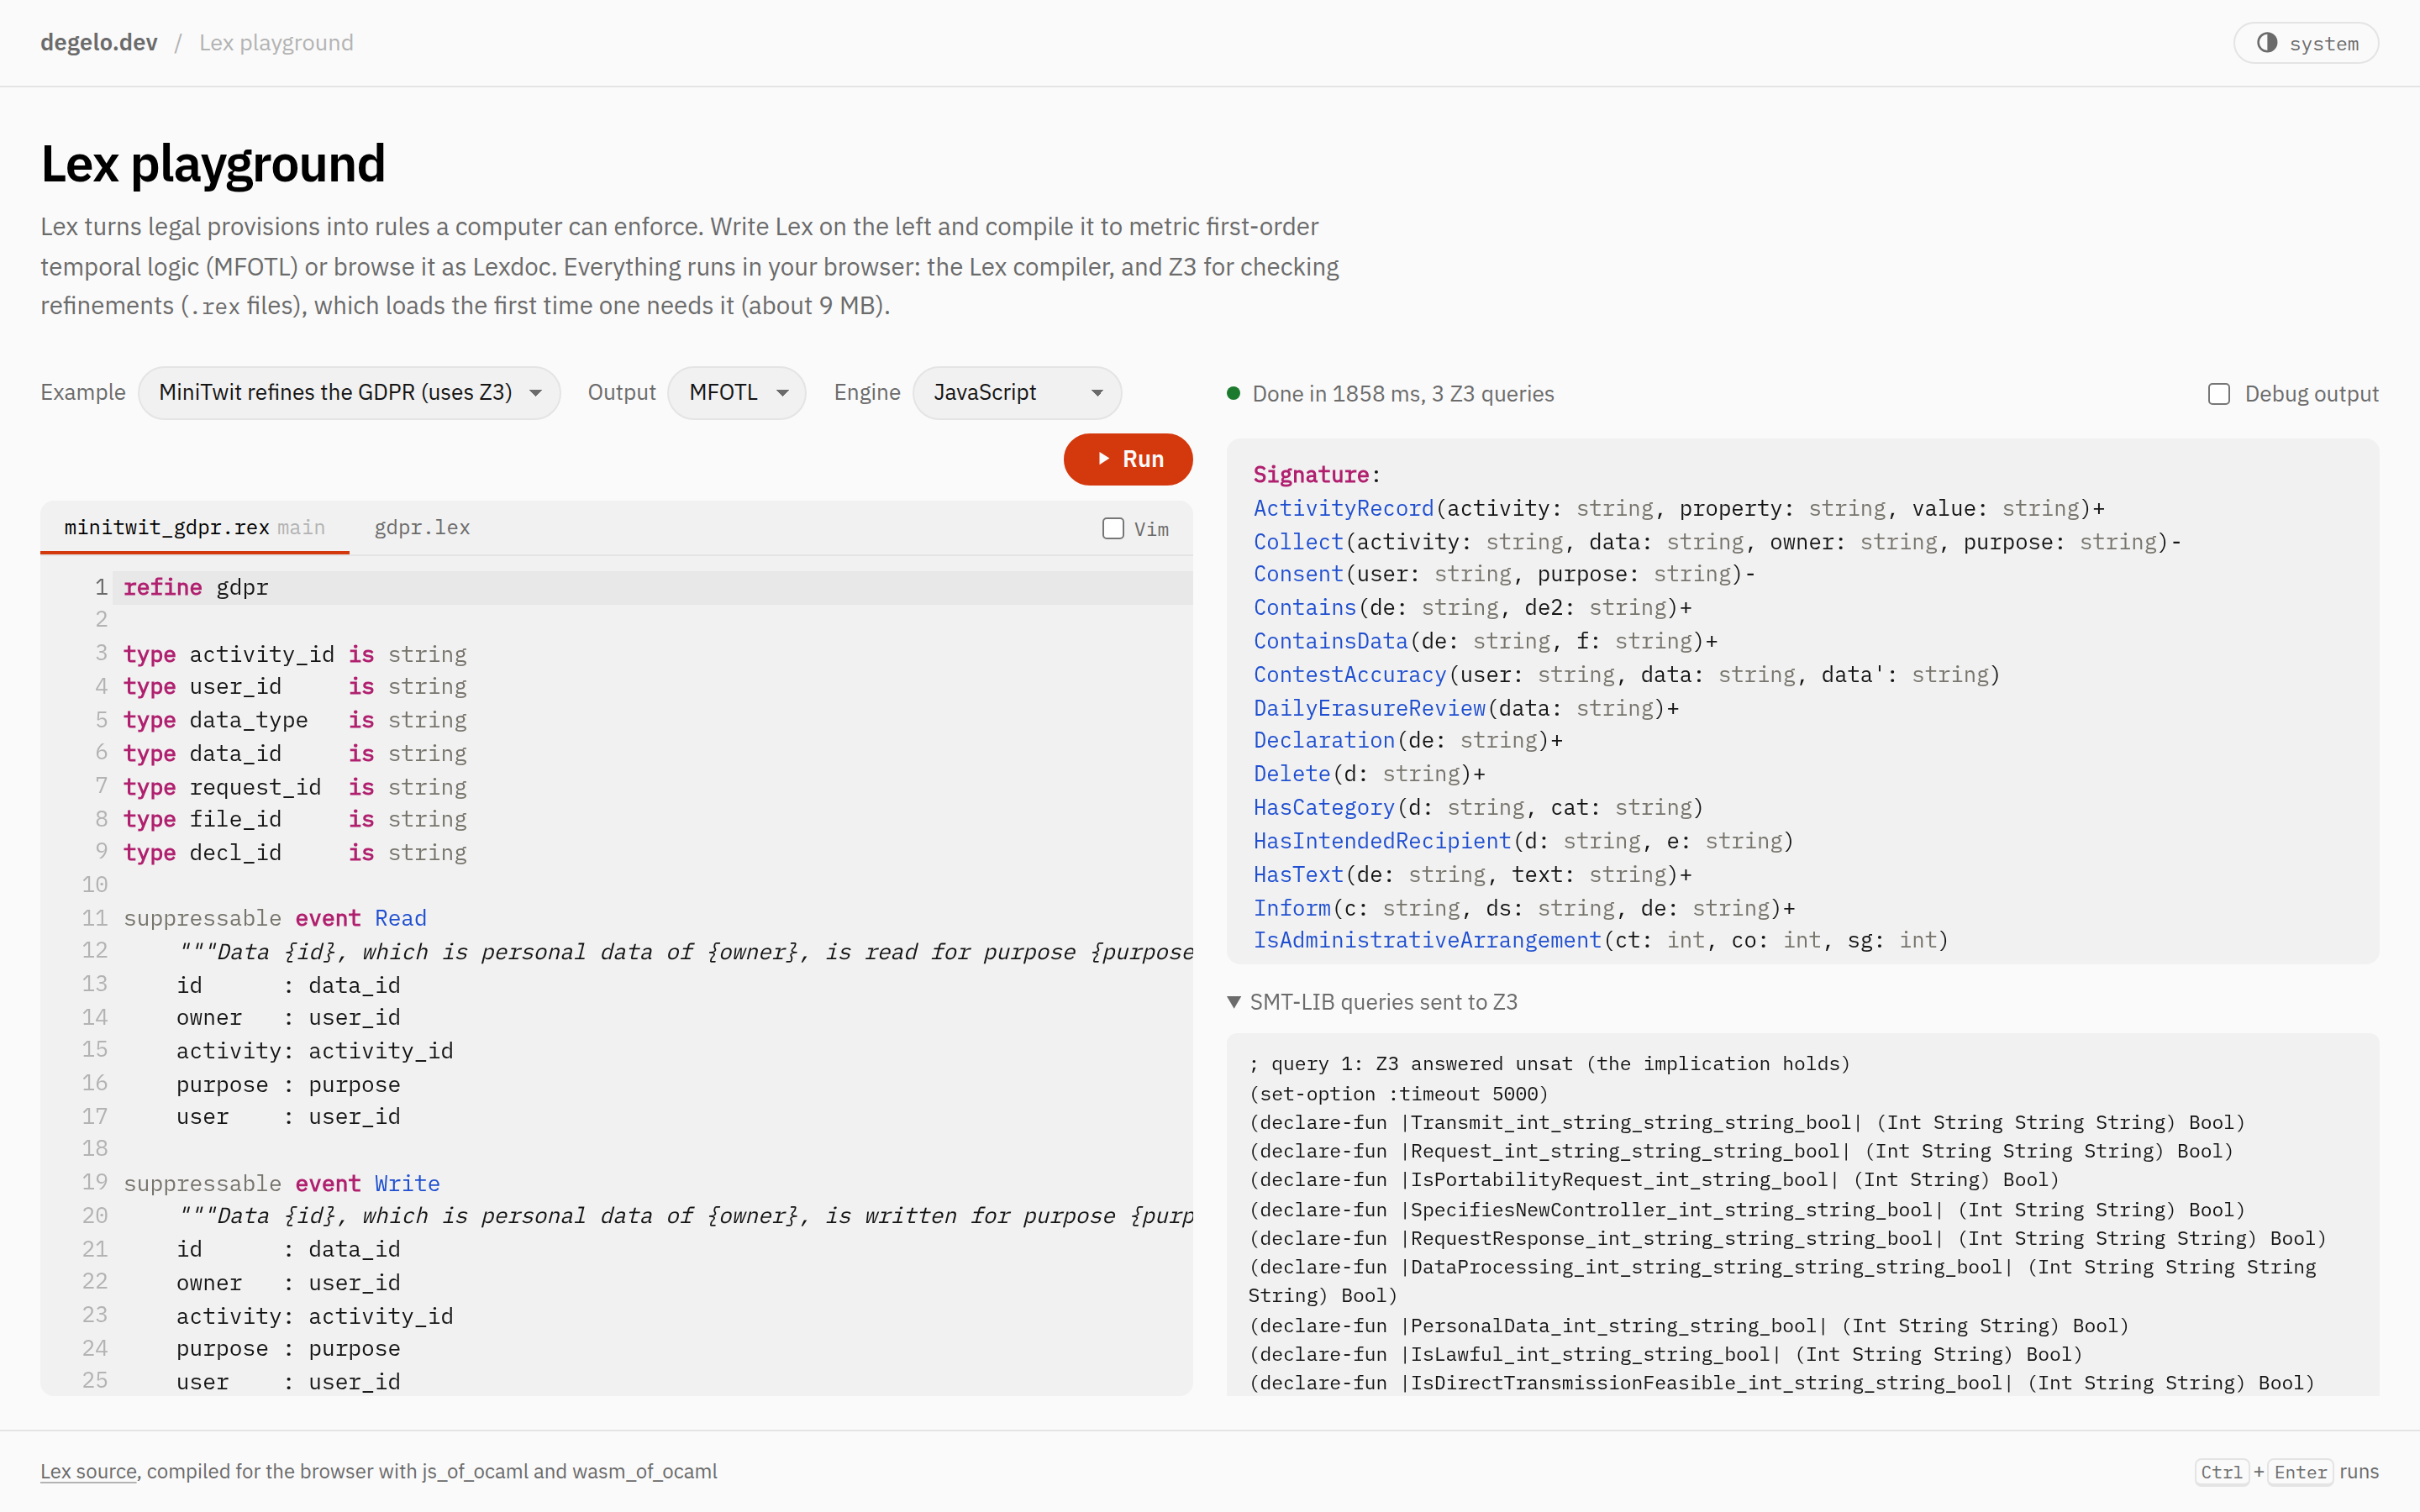 degelo.dev / Lex playground
system
Lex playground
Lex turns legal provisions into rules a computer can enforce. Write Lex on the left and compile it to metric first-order
temporal logic (MFOTL) or browse it as Lexdoc. Everything runs in your browser: the Lex compiler, and Z3 for checking
refinements (.rex files), which loads the first time one needs it (about 9 MB).
Example MiniTwit refines the GDPR (uses Z3) Output MFOTL Engine JavaScript
Run
minitwit_gdpr.rex main gdpr.lex Vim
1 refine gdpr
2
3 type activity_id is string
4 type user_id     is string
5 type data_type   is string
6 type data_id     is string
7 type request_id  is string
8 type file_id     is string
9 type decl_id     is string
10
11 suppressable event Read
12     """Data {id}, which is personal data of {owner}, is read for purpose {purpose
13     id      : data_id
14     owner   : user_id
15     activity: activity_id
16     purpose : purpose
17     user    : user_id
18
19 suppressable event Write
20     """Data {id}, which is personal data of {owner}, is written for purpose {purp
21     id      : data_id
22     owner   : user_id
23     activity: activity_id
24     purpose : purpose
25     user    : user_id
Done in 1858 ms, 3 Z3 queries
Debug output
Signature:
ActivityRecord(activity: string, property: string, value: string)+
Collect(activity: string, data: string, owner: string, purpose: string)-
Consent(user: string, purpose: string)-
Contains(de: string, de2: string)+
ContainsData(de: string, f: string)+
ContestAccuracy(user: string, data: string, data': string)
DailyErasureReview(data: string)+
Declaration(de: string)+
Delete(d: string)+
HasCategory(d: string, cat: string)
HasIntendedRecipient(d: string, e: string)
HasText(de: string, text: string)+
Inform(c: string, ds: string, de: string)+
IsAdministrativeArrangement(ct: int, co: int, sg: int)
▼ SMT-LIB queries sent to Z3
; query 1: Z3 answered unsat (the implication holds)
(set-option :timeout 5000)
(declare-fun |Transmit_int_string_string_string_bool| (Int String String String) Bool)
(declare-fun |Request_int_string_string_string_bool| (Int String String String) Bool)
(declare-fun |IsPortabilityRequest_int_string_bool| (Int String) Bool)
(declare-fun |SpecifiesNewController_int_string_string_bool| (Int String String) Bool)
(declare-fun |RequestResponse_int_string_string_string_bool| (Int String String String) Bool)
(declare-fun |DataProcessing_int_string_string_string_string_bool| (Int String String String
String) Bool)
(declare-fun |PersonalData_int_string_string_bool| (Int String String) Bool)
(declare-fun |IsLawful_int_string_string_bool| (Int String String) Bool)
(declare-fun |IsDirectTransmissionFeasible_int_string_string_bool| (Int String String) Bool)
Lex source, compiled for the browser with js_of_ocaml and wasm_of_ocaml
Ctrl + Enter runs